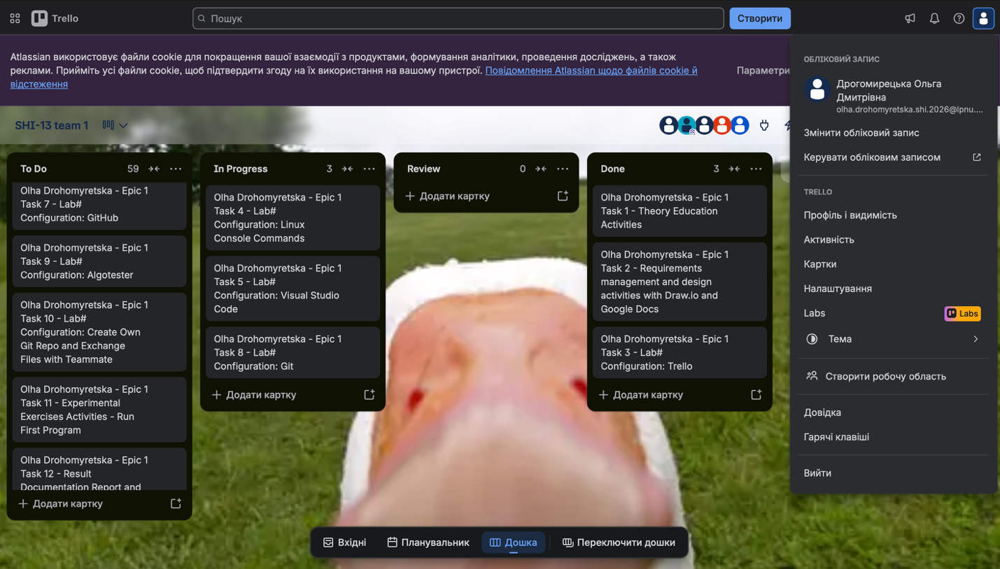 Trello
Пошук
Створити
Atlassian використовує файли cookie для покращення вашої взаємодії з продуктами, формування аналітики, проведення досліджень, а також
реклами. Прийміть усі файли cookie, щоб підтвердити згоду на їх використання на вашому пристрої. Повідомлення Atlassian щодо файлів cookie й
відстеження
Параметри
SHI-13 team 1
To Do
59
Olha Drohomyretska - Epic 1
Task 7 - Lab#
Configuration: GitHub
Olha Drohomyretska - Epic 1
Task 9 - Lab#
Configuration: Algotester
Olha Drohomyretska - Epic 1
Task 10 - Lab#
Configuration: Create Own
Git Repo and Exchange
Files with Teammate
Olha Drohomyretska - Epic 1
Task 11 - Experimental
Exercises Activities - Run
First Program
Olha Drohomyretska - Epic 1
Task 12 - Result
Documentation Report and
Додати картку
In Progress
3
Olha Drohomyretska - Epic 1
Task 4 - Lab#
Configuration: Linux
Console Commands
Olha Drohomyretska - Epic 1
Task 5 - Lab#
Configuration: Visual Studio
Code
Olha Drohomyretska - Epic 1
Task 8 - Lab#
Configuration: Git
Додати картку
Review
0
Додати картку
Done
3
Olha Drohomyretska - Epic 1
Task 1 - Theory Education
Activities
Olha Drohomyretska - Epic 1
Task 2 - Requirements
management and design
activities with Draw.io and
Google Docs
Olha Drohomyretska - Epic 1
Task 3 - Lab#
Configuration: Trello
Додати картку
ОБЛІКОВИЙ ЗАПИС
Дрогомирецька Ольга
Дмитрівна
olha.drohomyretska.shi.2026@lpnu....
Змінити обліковий запис
Керувати обліковим записом
TRELLO
Профіль і видимість
Активність
Картки
Налаштування
Labs
Labs
Тема
Створити робочу область
Довідка
Гарячі клавіші
Вийти
Вхідні
Планувальник
Дошка
Переключити дошки